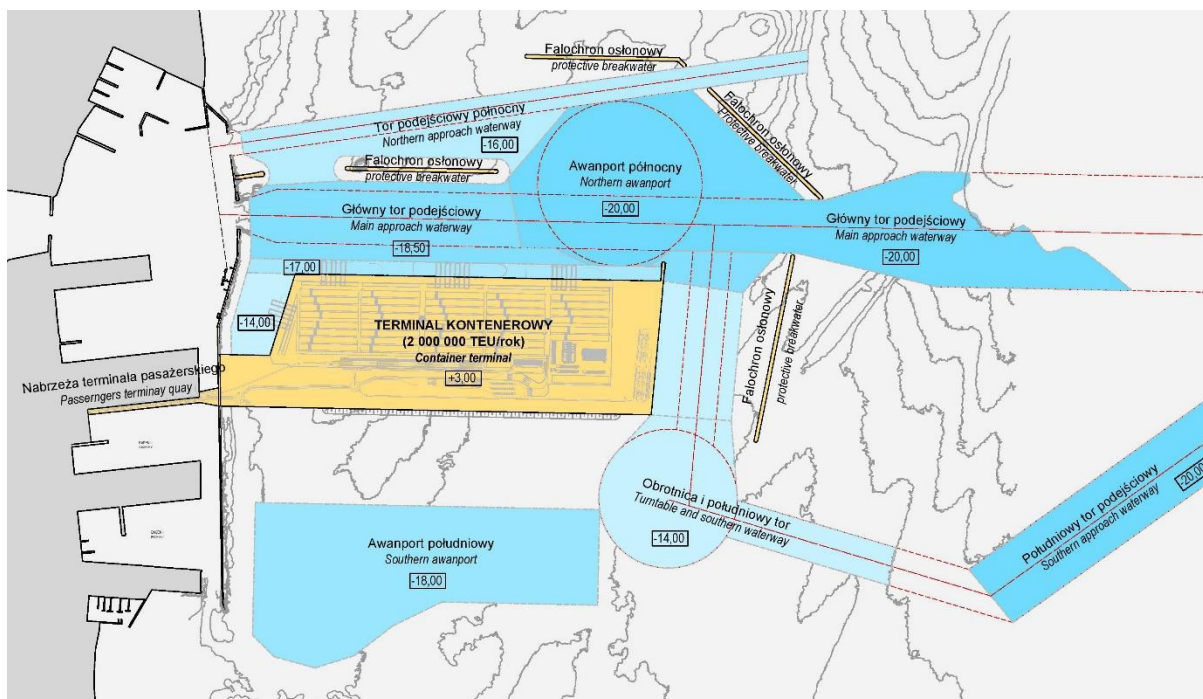 Falochron osłonowy
protective breakwater
Tor podejściowy północny
Northern approach waterway
-16,00
Falochron osłonowy
protective breakwater
Falochron osłonowy
protective breakwater
Awanport północny
Northern awanport
-20,00
Główny tor podejściowy
Main approach waterway
-18,50
Główny tor podejściowy
Main approach waterway
-20,00
-17,00
-14,00
TERMINAL KONTENEROWY
(2 000 000 TEU/rok)
Container terminal
+3,00
Falochron osłonowy
protective breakwater
Nabrzeża terminala pasażerskiego
Passerngers terminay quay
Obrotnica i południowy tor
Turntable and southern waterway
-14,00
Południowy tor podejściowy
Southern approach waterway
-20,00
Awanport południowy
Southern awanport
-18,00